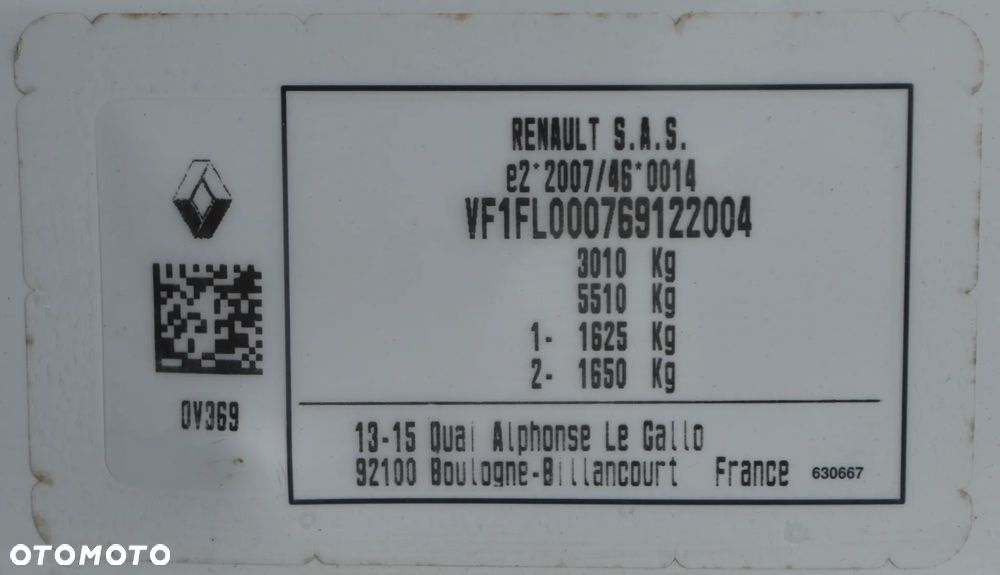 RENAULT S.A.S.
e2*2007/46*0014
VF1FL000769122004
3010 Kg
5510 Kg
1- 1625 Kg
2- 1650 Kg
0V369
13-15 Quai Alphonse Le Gallo
92100 Boulogne-Billancourt France 630667
OTOMOTO